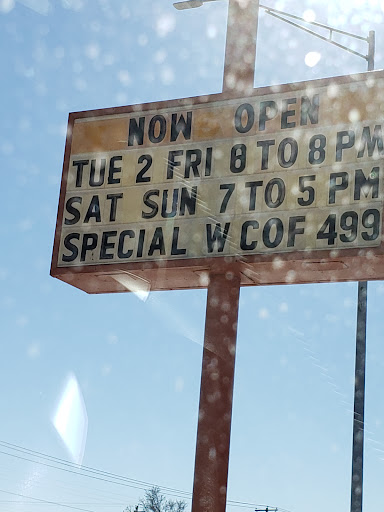 NOW OPEN
TUE 2 FRI 8 TO 8 PM
SAT SUN 7 TO 5 PM
SPECIAL W COF 499